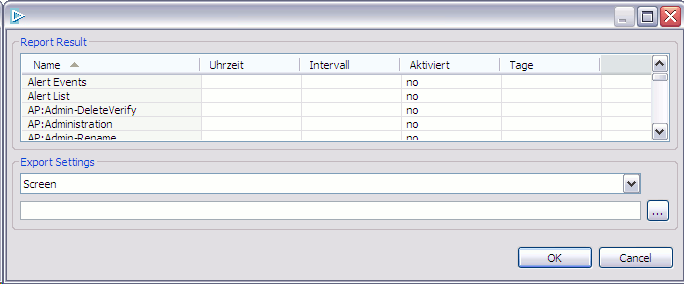 Report Result
Name Uhrzeit Intervall Aktiviert Tage
Alert Events no
Alert List no
AP:Admin-DeleteVerify no
AP:Administration no
AP:Admin-Rename no
Export Settings
Screen
...
OK Cancel